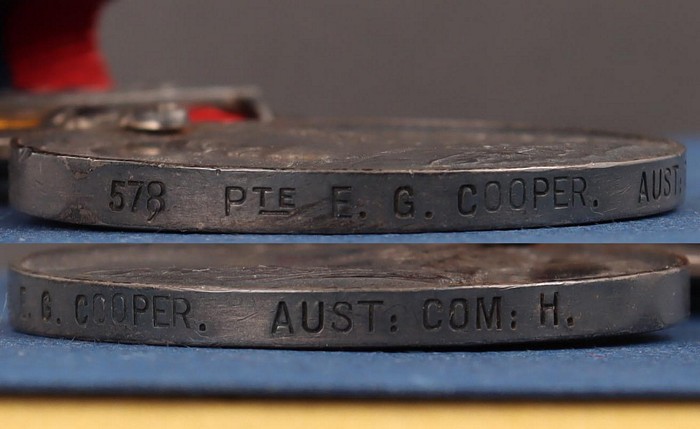 578 PTE E. G. COOPER. AUST:
E. G. COOPER. AUST: COM: H.